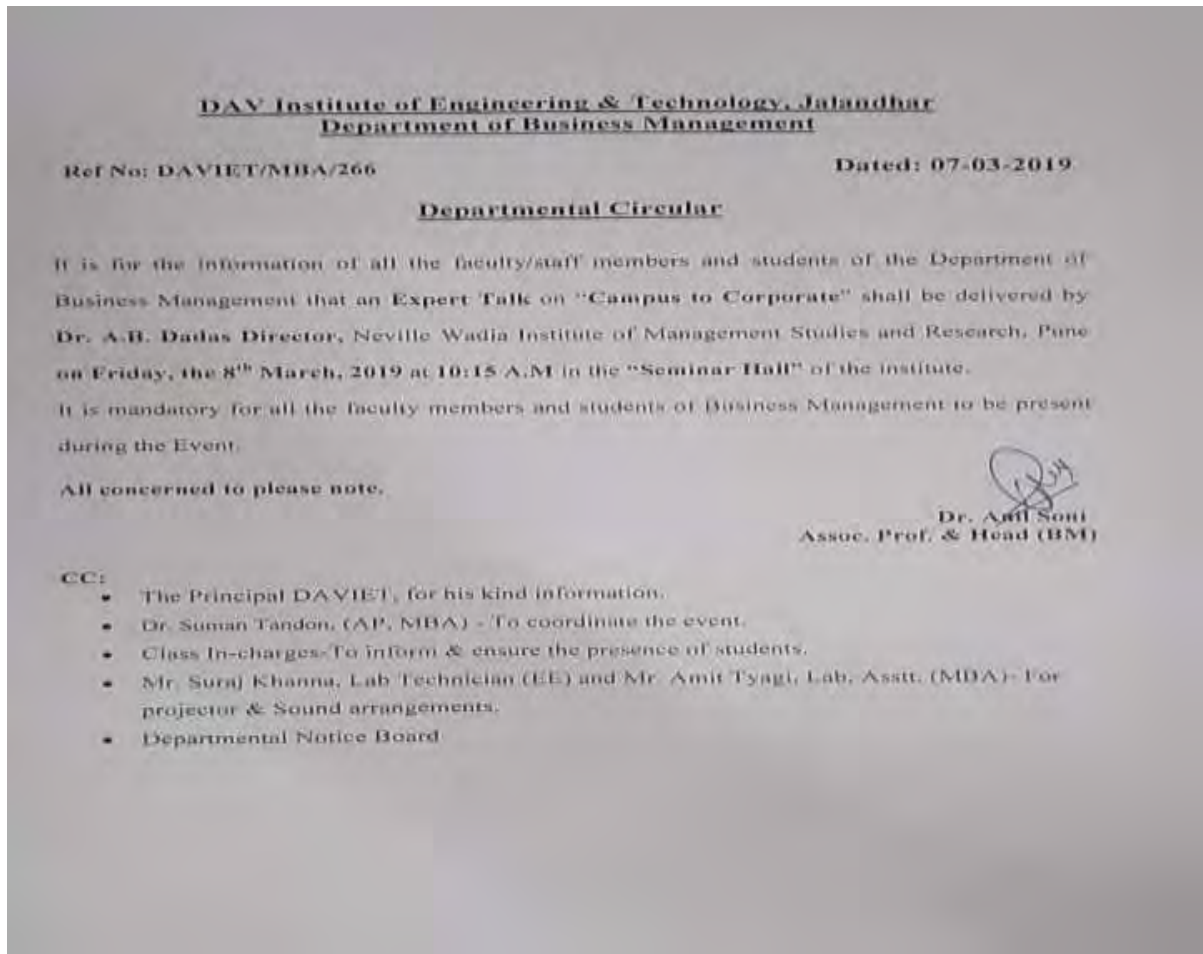 DAV Institute of Engineering & Technology, Jalandhar
Department of Business Management
Ref No: DAVIET/MBA/266 Dated: 07-03-2019
Departmental Circular
It is for the information of all the faculty/staff members and students of the Department of
Business Management that an Expert Talk on "Campus to Corporate" shall be delivered by
Dr. A.B. Dadas Director, Neville Wadia Institute of Management Studies and Research, Pune
on Friday, the 8th March, 2019 at 10:15 A.M in the "Seminar Hall" of the institute.
It is mandatory for all the faculty members and students of Business Management to be present
during the Event.
All concerned to please note.
Dr. Anil Soni
Assoc. Prof. & Head (BM)
CC:
• The Principal DAVIET, for his kind information.
• Dr. Suman Tandon, (AP, MBA) - To coordinate the event.
• Class In-charges-To inform & ensure the presence of students.
• Mr. Suraj Khanna, Lab Technician (EE) and Mr. Amit Tyagi, Lab, Asstt. (MBA)- For
projector & Sound arrangements.
• Departmental Notice Board